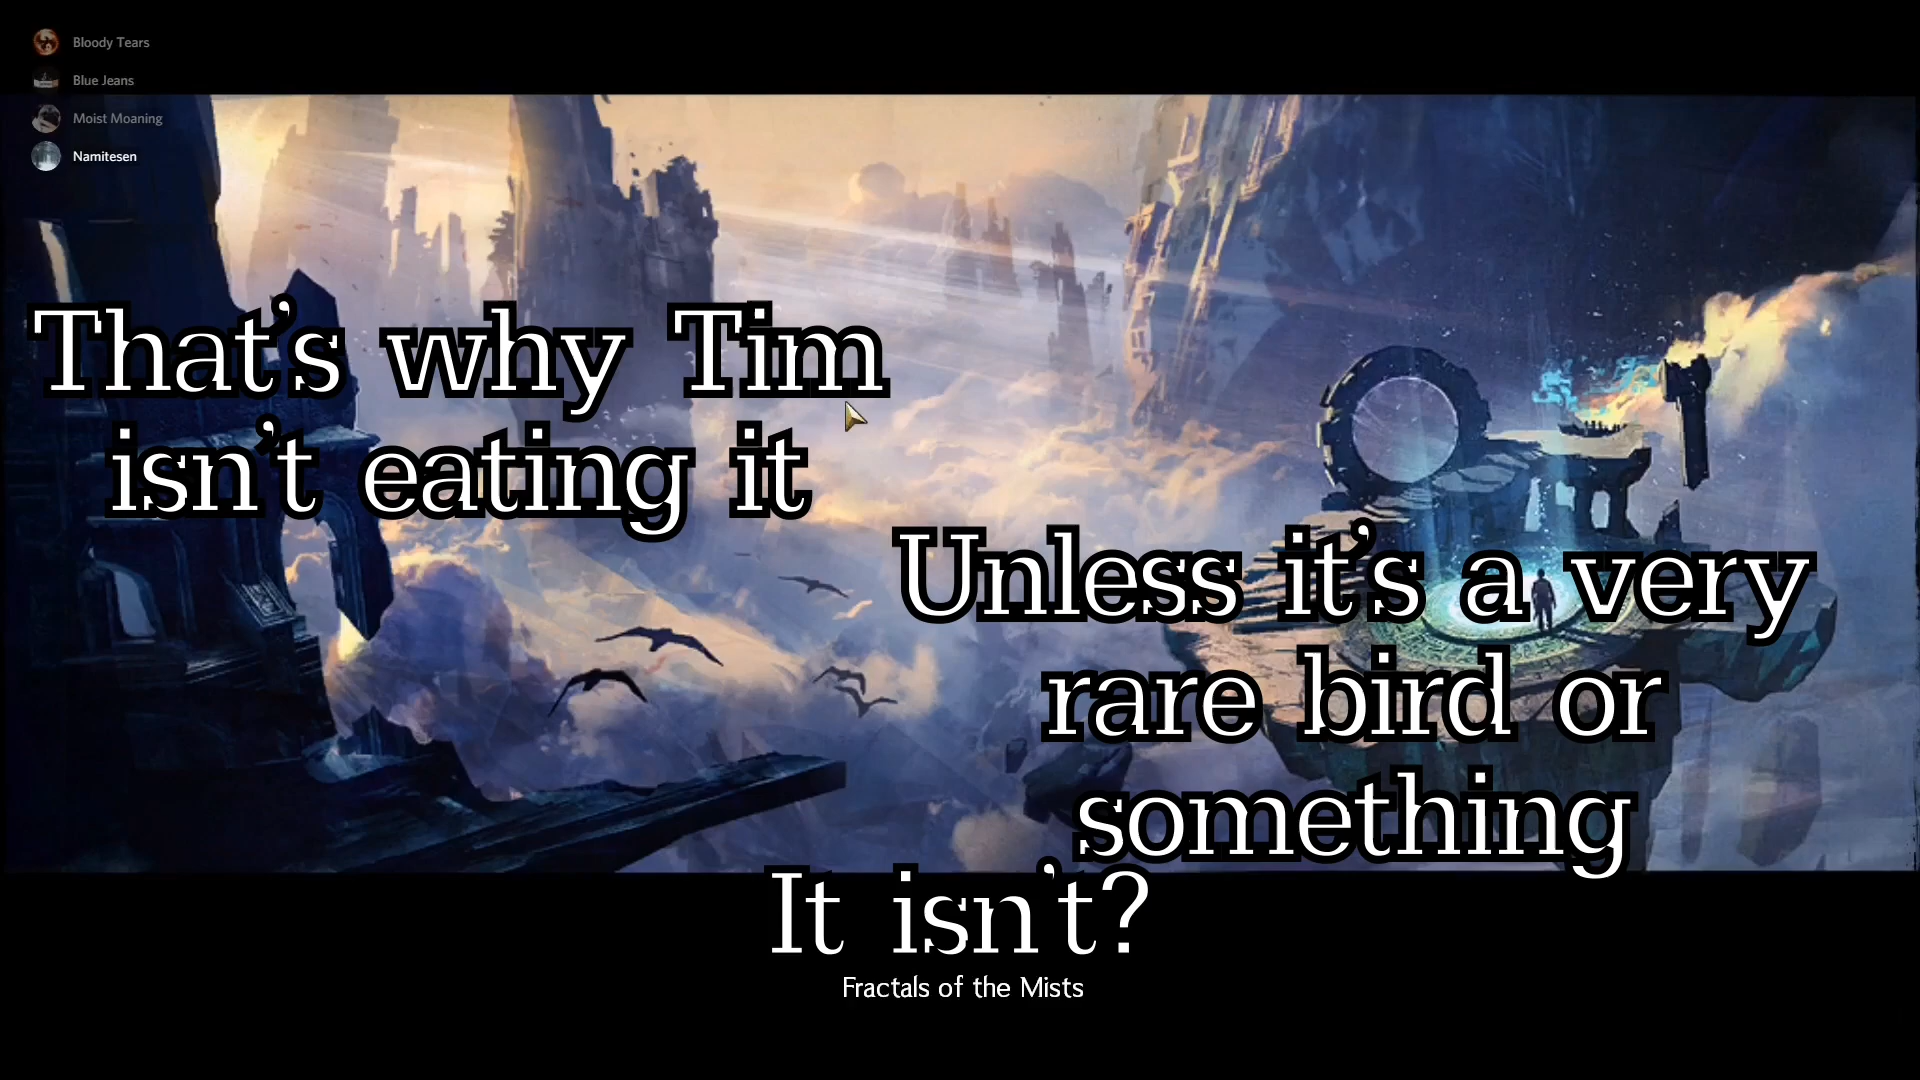 Bloody Tears
Blue Jeans
Moist Moaning
Namitesen
That's why Tim
isn't eating it
Unless it's a very
rare bird or
something
It isn't?
Fractals of the Mists